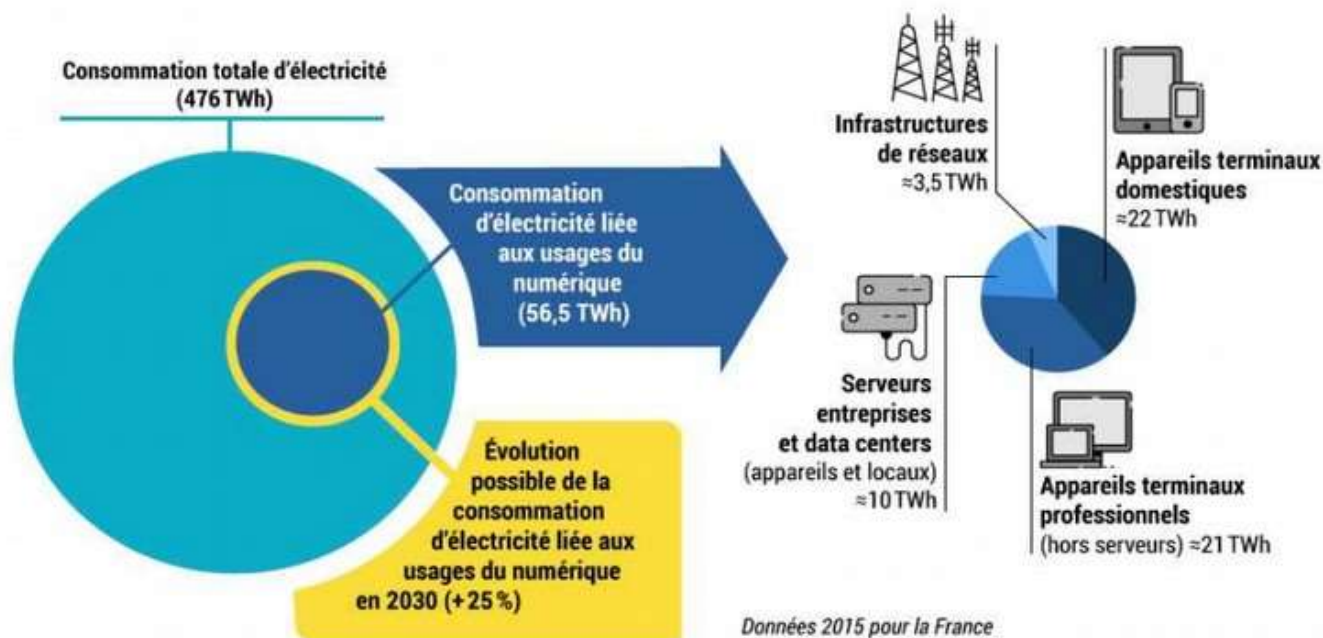 Consommation totale d'électricité
(476 TWh)
Consommation
d'électricité liée
aux usages du
numérique
(56,5 TWh)
Évolution
possible de la
consommation
d'électricité liée aux
usages du numérique
en 2030 (+25 %)
Infrastructures
de réseaux
≈3,5 TWh
Appareils terminaux
domestiques
≈22 TWh
Serveurs
entreprises
et data centers
(appareils et locaux)
≈10 TWh
Appareils terminaux
professionnels
(hors serveurs) ≈21 TWh
Données 2015 pour la France